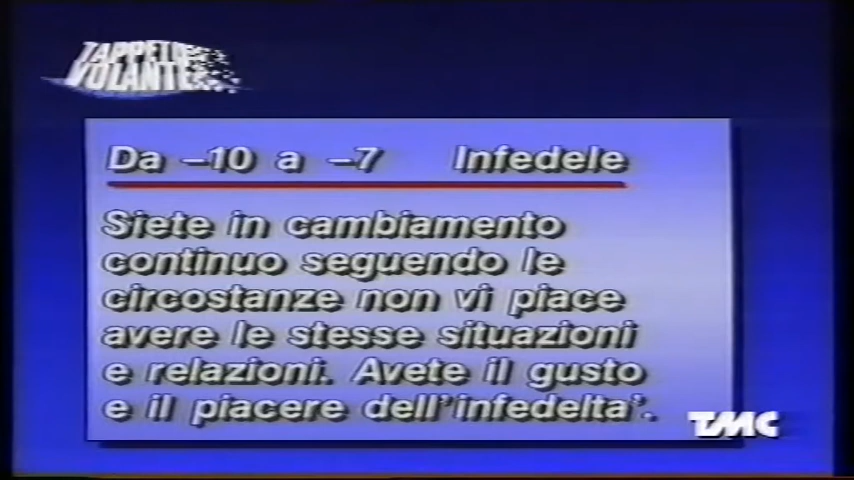 TAPPETO
VOLANTE
Da -10 a -7 Infedele
Siete in cambiamento
continuo seguendo le
circostanze non vi piace
avere le stesse situazioni
e relazioni. Avete il gusto
e il piacere dell'infedelta'.
TMC